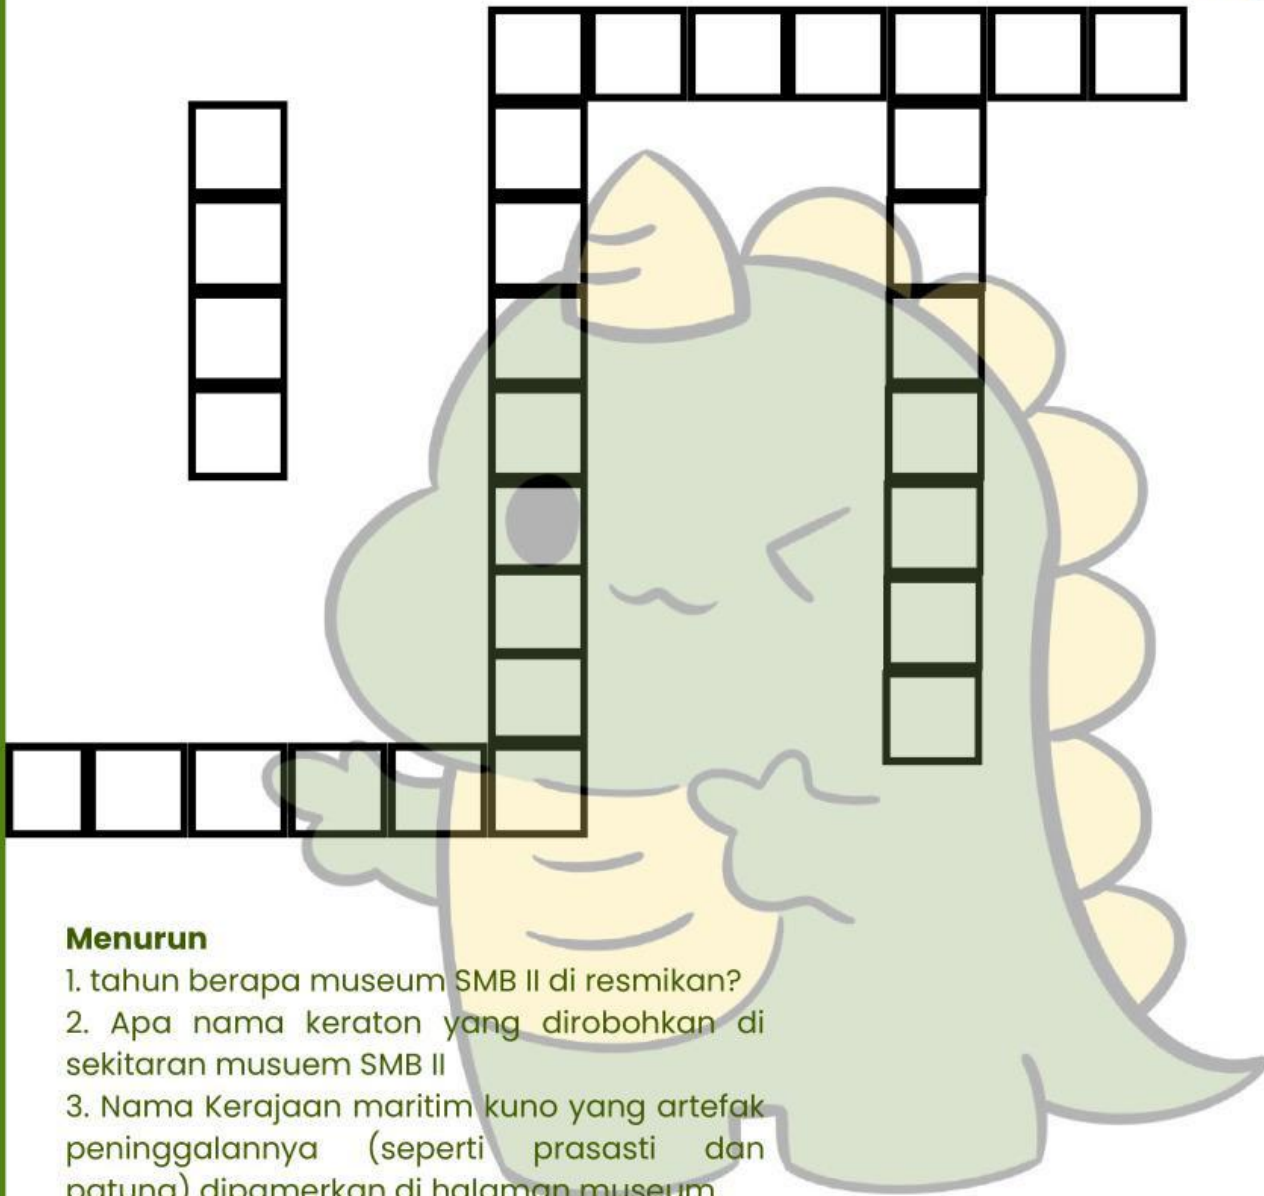 Menurun
1. tahun berapa museum SMB II di resmikan?
2. Apa nama keraton yang dirobohkan di
sekitaran musuem SMB II
3. Nama Kerajaan maritim kuno yang artefak
peninggalannya (seperti prasasti dan
patung) dipamerkan di halaman museum